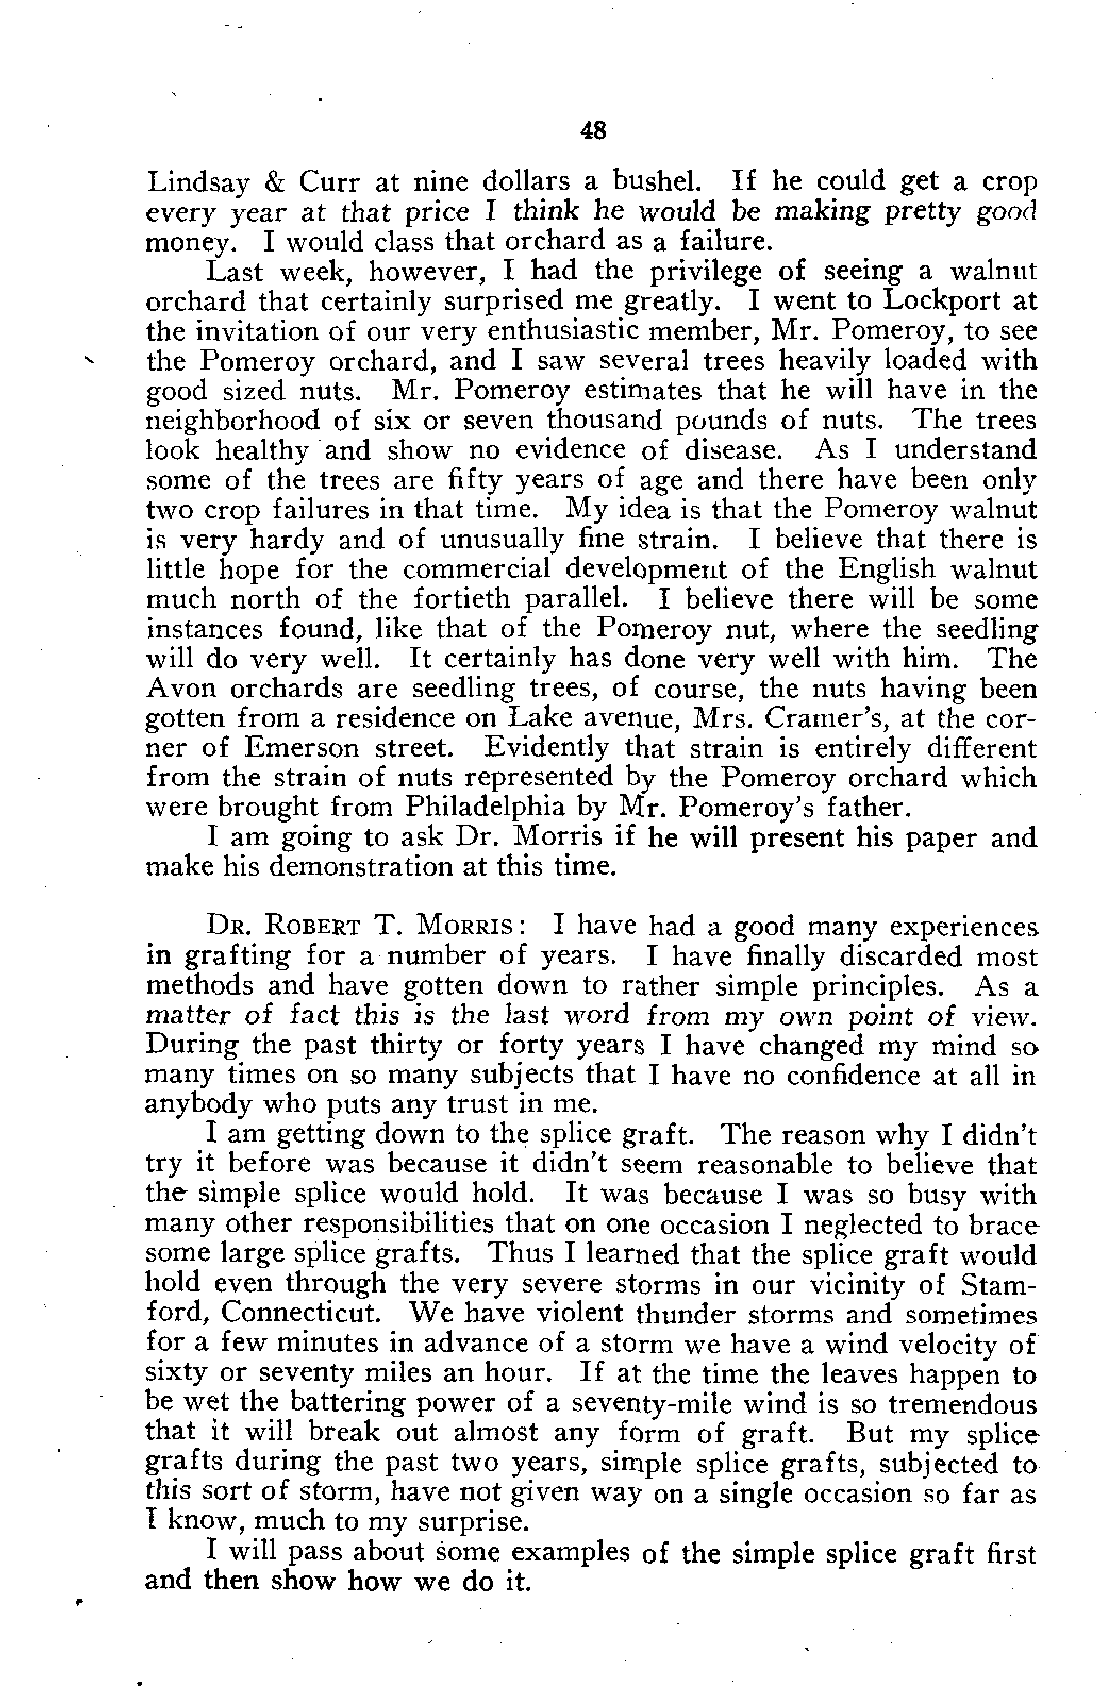 48
Lindsay & Curr at nine dollars a bushel. If he could get a crop
every year at that price I think he would be making pretty good
money. I would class that orchard as a failure.
Last week, however, I had the privilege of seeing a walnut
orchard that certainly surprised me greatly. I went to Lockport at
the invitation of our very enthusiastic member, Mr. Pomeroy, to see
the Pomeroy orchard, and I saw several trees heavily loaded with
good sized nuts. Mr. Pomeroy estimates that he will have in the
neighborhood of six or seven thousand pounds of nuts. The trees
look healthy and show no evidence of disease. As I understand
some of the trees are fifty years of age and there have been only
two crop failures in that time. My idea is that the Pomeroy walnut
is very hardy and of unusually fine strain. I believe that there is
little hope for the commercial development of the English walnut
much north of the fortieth parallel. I believe there will be some
instances found, like that of the Pomeroy nut, where the seedling
will do very well. It certainly has done very well with him. The
Avon orchards are seedling trees, of course, the nuts having been
gotten from a residence on Lake avenue, Mrs. Cramer's, at the cor-
ner of Emerson street. Evidently that strain is entirely different
from the strain of nuts represented by the Pomeroy orchard which
were brought from Philadelphia by Mr. Pomeroy's father.
I am going to ask Dr. Morris if he will present his paper and
make his demonstration at this time.
DR. ROBERT T. MORRIS: I have had a good many experiences
in grafting for a number of years. I have finally discarded most
methods and have gotten down to rather simple principles. As a
matter of fact this is the last word from my own point of view.
During the past thirty or forty years I have changed my mind so
many times on so many subjects that I have no confidence at all in
anybody who puts any trust in me.
I am getting down to the splice graft. The reason why I didn't
try it before was because it didn't seem reasonable to believe that
the simple splice would hold. It was because I was so busy with
many other responsibilities that on one occasion I neglected to brace
some large splice grafts. Thus I learned that the splice graft would
hold even through the very severe storms in our vicinity of Stam-
ford, Connecticut. We have violent thunder storms and sometimes
for a few minutes in advance of a storm we have a wind velocity of
sixty or seventy miles an hour. If at the time the leaves happen to
be wet the battering power of a seventy-mile wind is so tremendous
that it will break out almost any form of graft. But my splice
grafts during the past two years, simple splice grafts, subjected to
this sort of storm, have not given way on a single occasion so far as
I know, much to my surprise.
I will pass about some examples of the simple splice graft first
and then show how we do it.